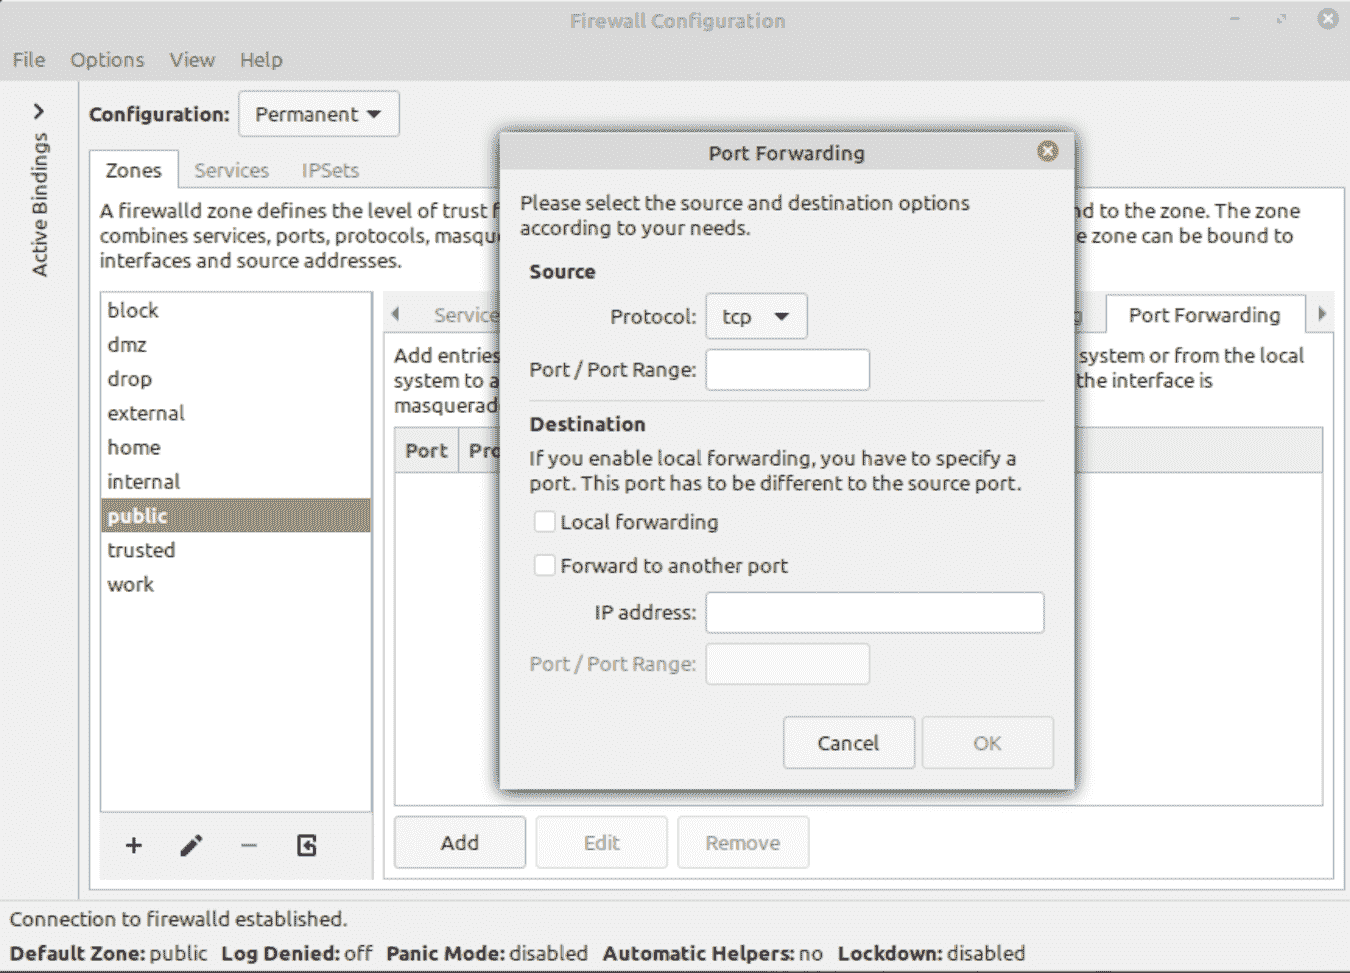 Firewall Configuration
File Options View Help
Active Bindings
Configuration: Permanent
Zones Services IPSets
A firewalld zone defines the level of trust nd to the zone. The zone
combines services, ports, protocols, e zone can be bound to
interfaces and source addresses.
block
dmz
drop
external
home
internal
public
trusted
work
Service Port Forwarding
Add entries system or from the local
system to a the interface is
masquerad
Port Pro
Port Forwarding
Please select the source and destination options
according to your needs.
Source
Protocol: tcp
Port / Port Range:
Destination
If you enable local forwarding, you have to specify a
port. This port has to be different to the source port.
Local forwarding
Forward to another port
IP address:
Port / Port Range:
Cancel OK
Add Edit Remove
Connection to firewalld established.
Default Zone: public Log Denied: off Panic Mode: disabled Automatic Helpers: no Lockdown: disabled